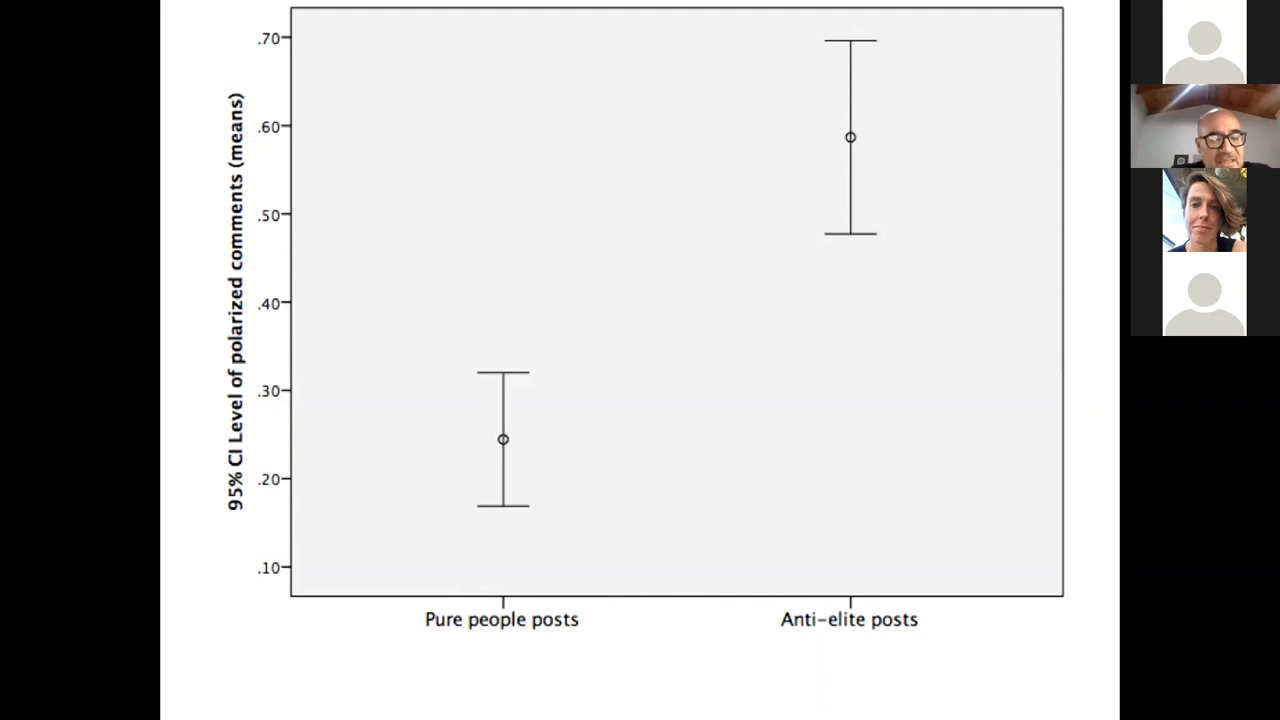 95% CI Level of polarized comments (means)
.70
.60
.50
.40
.30
.20
.10
Pure people posts
Anti-elite posts